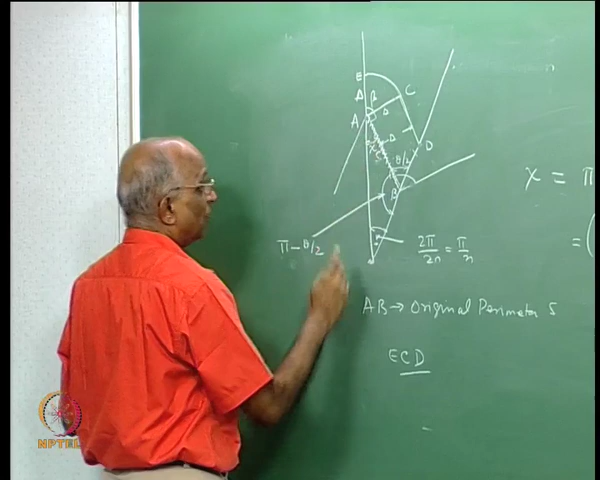 E
Δ β C
A Δ
Δ
D
θ/2
B
χ = π
=
π − θ/2
2π/2n = π/n
AB → Original Perimeter S
ECD
NPTEL